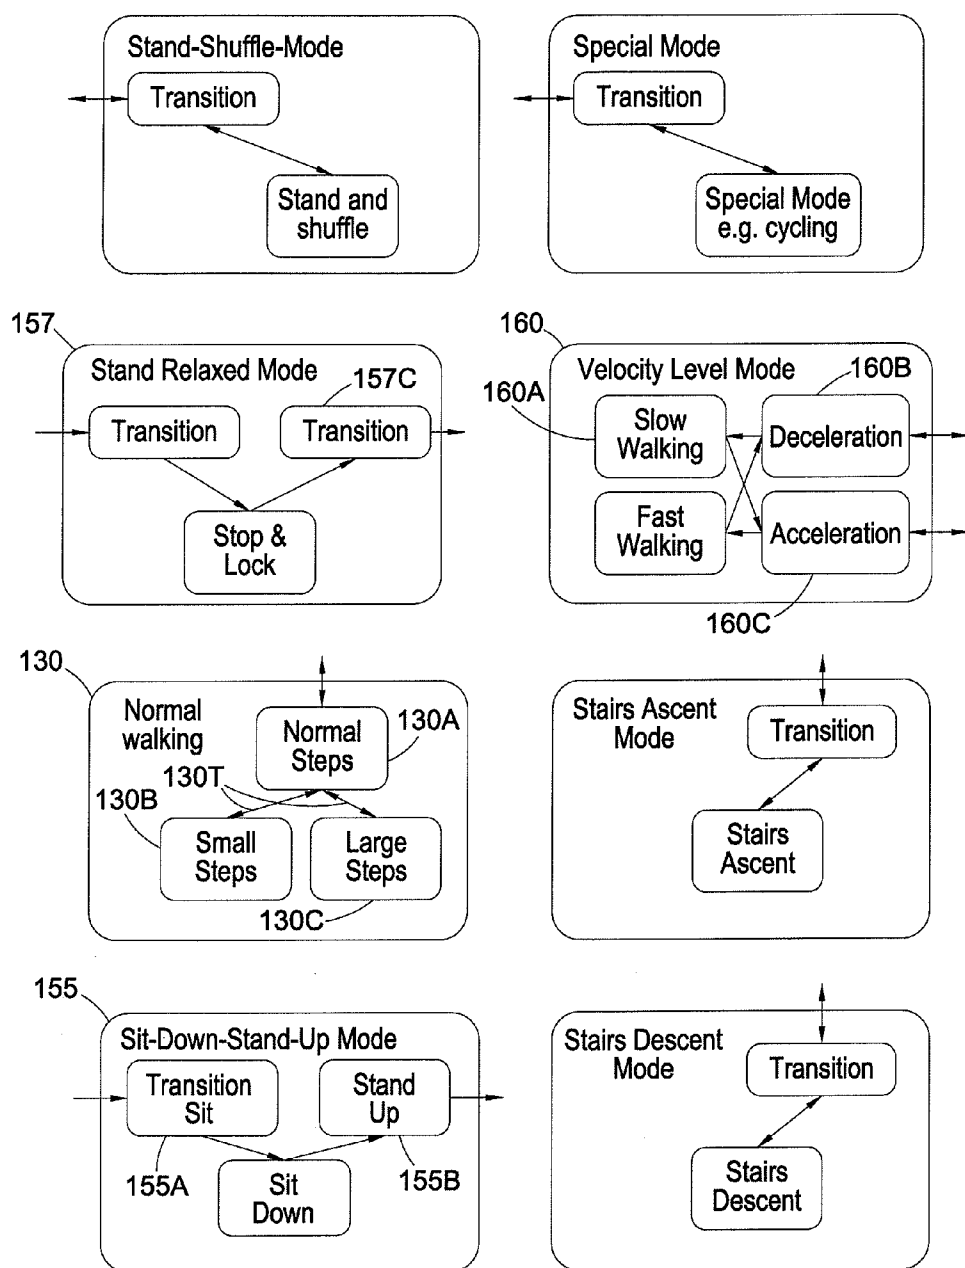 Stand-Shuffle-Mode
Transition
Stand and
shuffle
Special Mode
Transition
Special Mode
e.g. cycling
157
Stand Relaxed Mode
157C
Transition
Transition
Stop &
Lock
160
Velocity Level Mode
160A
160B
Slow
Walking
Deceleration
Fast
Walking
Acceleration
160C
130
Normal
walking
Normal
Steps
130A
130T
130B
Small
Steps
Large
Steps
130C
Stairs Ascent
Mode
Transition
Stairs
Ascent
155
Sit-Down-Stand-Up Mode
Transition
Sit
Stand
Up
155A
155B
Sit
Down
Stairs Descent
Mode
Transition
Stairs
Descent